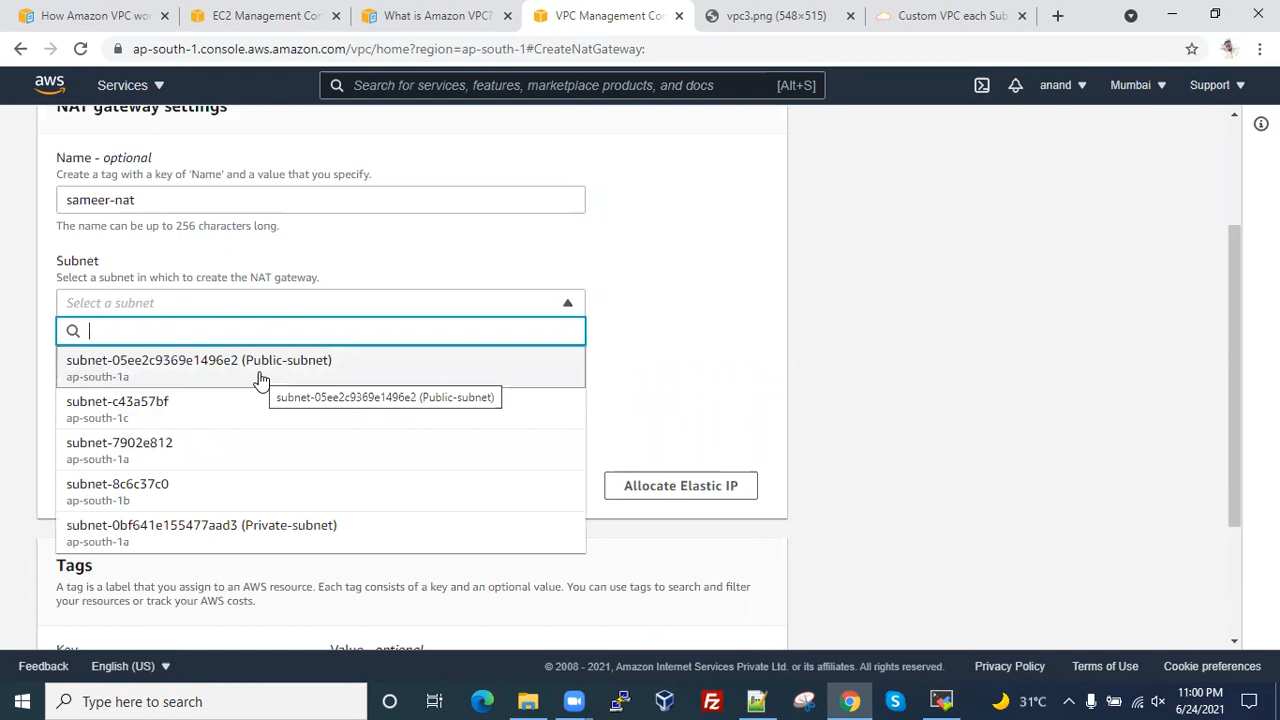 How Amazon VPC wor
EC2 Management Con
What is Amazon VPC?
VPC Management Con
vpc3.png (548×515)
Custom VPC each Sub
ap-south-1.console.aws.amazon.com/vpc/home?region=ap-south-1#CreateNatGateway:
aws
Services
Search for services, features, marketplace products, and docs
[Alt+S]
anand
Mumbai
Support
NAT gateway settings
Name - optional
Create a tag with a key of 'Name' and a value that you specify.
sameer-nat
The name can be up to 256 characters long.
Subnet
Select a subnet in which to create the NAT gateway.
Select a subnet
subnet-05ee2c9369e1496e2 (Public-subnet)
ap-south-1a
subnet-05ee2c9369e1496e2 (Public-subnet)
subnet-c43a57bf
ap-south-1c
subnet-7902e812
ap-south-1a
subnet-8c6c37c0
ap-south-1b
Allocate Elastic IP
subnet-0bf641e155477aad3 (Private-subnet)
ap-south-1a
Tags
A tag is a label that you assign to an AWS resource. Each tag consists of a key and an optional value. You can use tags to search and filter
your resources or track your AWS costs.
Key
Value - optional
Feedback
English (US)
© 2008 - 2021, Amazon Internet Services Private Ltd. or its affiliates. All rights reserved.
Privacy Policy
Terms of Use
Cookie preferences
Type here to search
31°C
11:00 PM
6/24/2021